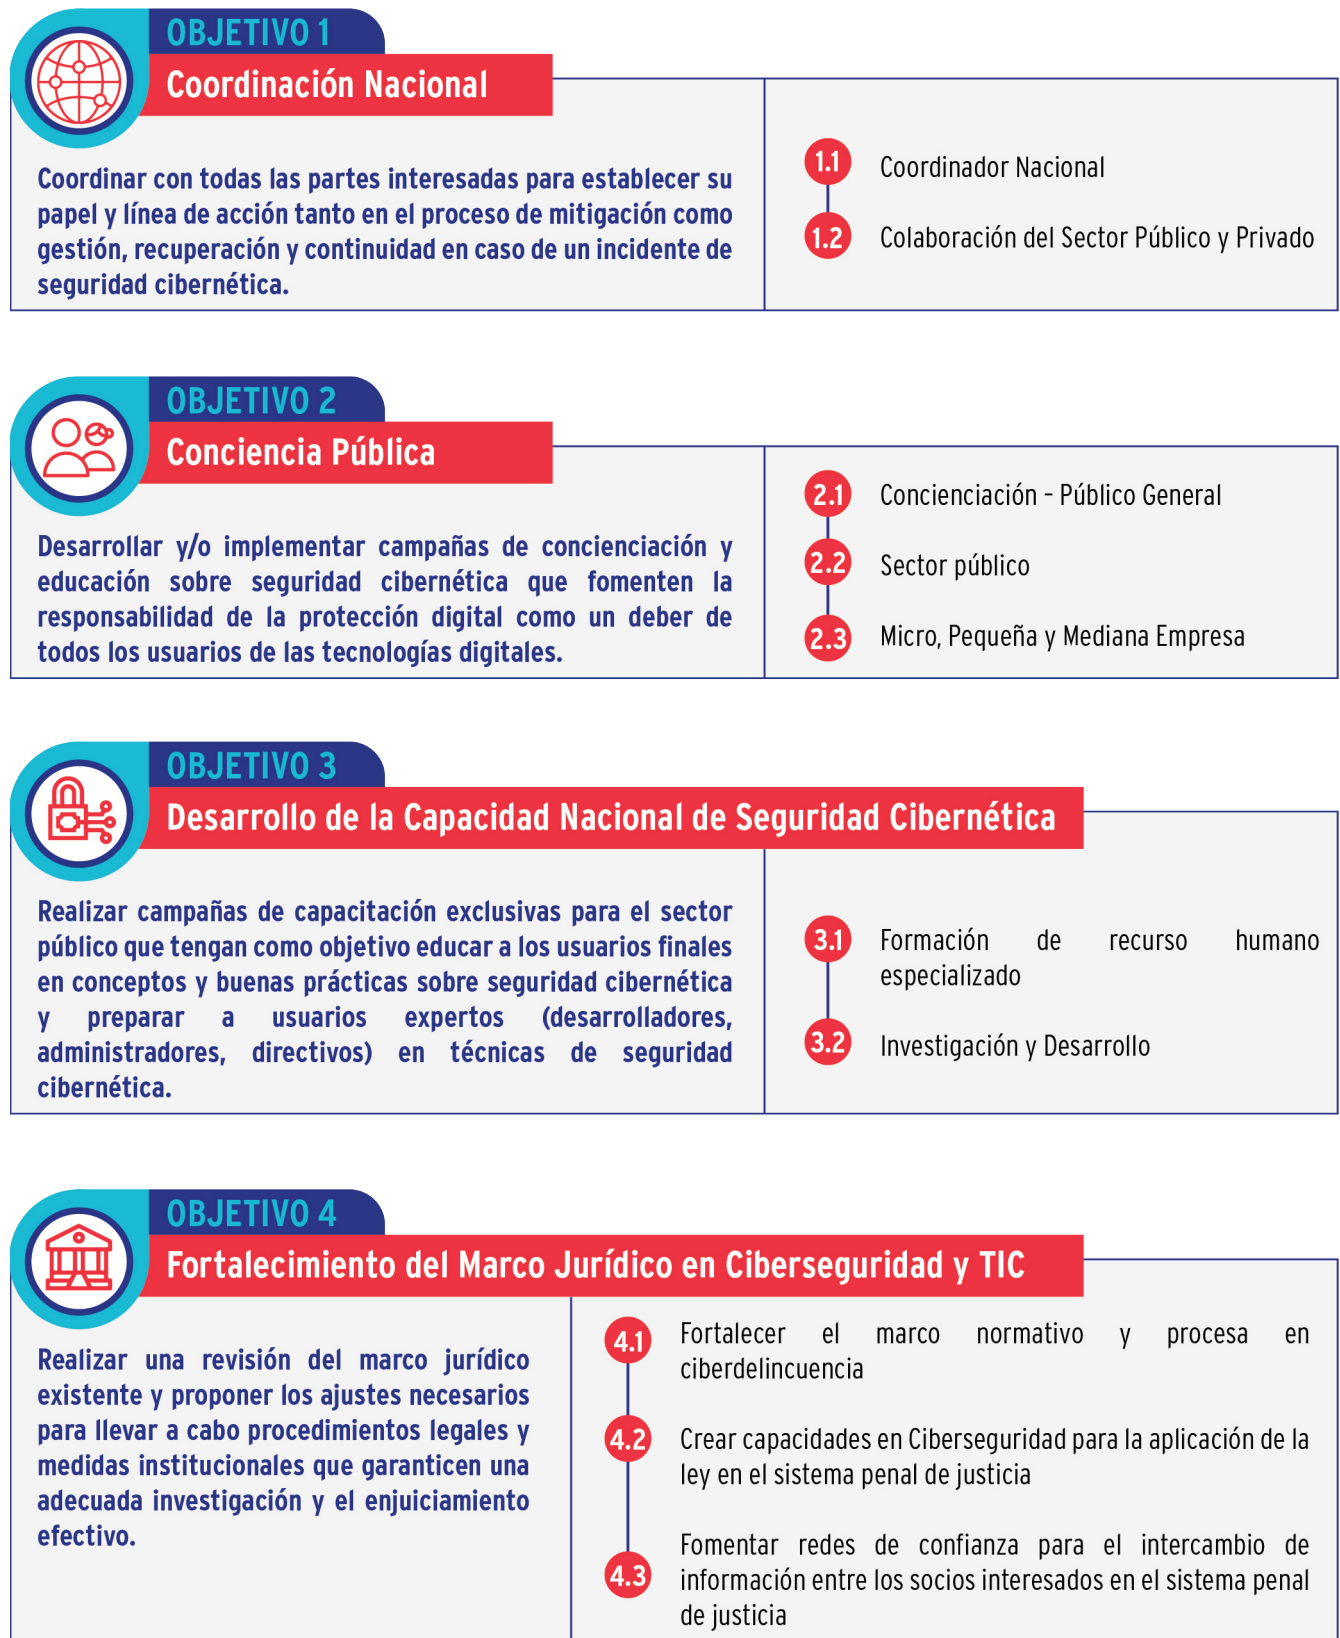 OBJETIVO 1
Coordinación Nacional
Coordinar con todas las partes interesadas para establecer su
papel y línea de acción tanto en el proceso de mitigación como
gestión, recuperación y continuidad en caso de un incidente de
seguridad cibernética.
1.1 Coordinador Nacional
1.2 Colaboración del Sector Público y Privado
OBJETIVO 2
Conciencia Pública
Desarrollar y/o implementar campañas de concienciación y
educación sobre seguridad cibernética que fomenten la
responsabilidad de la protección digital como un deber de
todos los usuarios de las tecnologías digitales.
2.1 Concienciación - Público General
2.2 Sector público
2.3 Micro, Pequeña y Mediana Empresa
OBJETIVO 3
Desarrollo de la Capacidad Nacional de Seguridad Cibernética
Realizar campañas de capacitación exclusivas para el sector
público que tengan como objetivo educar a los usuarios finales
en conceptos y buenas prácticas sobre seguridad cibernética
y preparar a usuarios expertos (desarrolladores,
administradores, directivos) en técnicas de seguridad
cibernética.
3.1 Formación de recurso humano
especializado
3.2 Investigación y Desarrollo
OBJETIVO 4
Fortalecimiento del Marco Jurídico en Ciberseguridad y TIC
Realizar una revisión del marco jurídico
existente y proponer los ajustes necesarios
para llevar a cabo procedimientos legales y
medidas institucionales que garanticen una
adecuada investigación y el enjuiciamiento
efectivo.
4.1 Fortalecer el marco normativo y procesa en
ciberdelincuencia
4.2 Crear capacidades en Ciberseguridad para la aplicación de la
ley en el sistema penal de justicia
4.3 Fomentar redes de confianza para el intercambio de
información entre los socios interesados en el sistema penal
de justicia